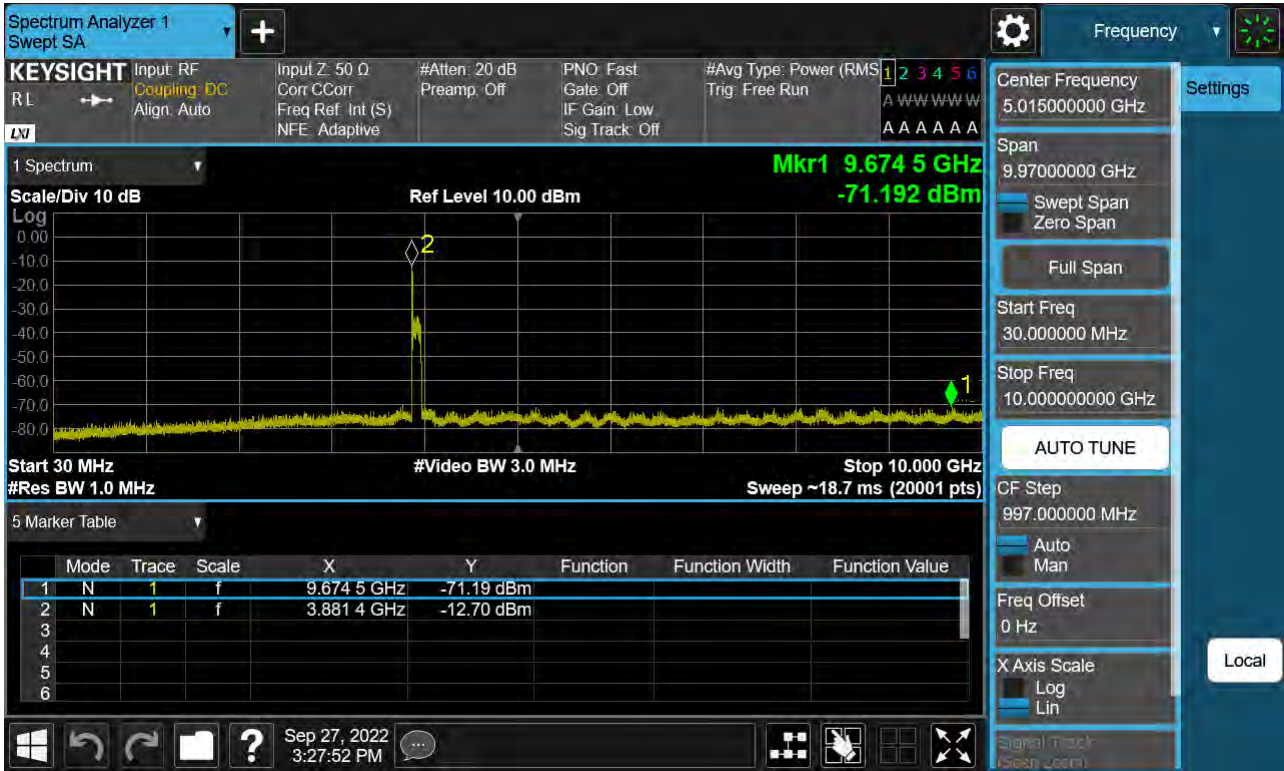 Spectrum Analyzer 1
Swept SA
Frequency
KEYSIGHT
RL
LXI
Input: RF
Coupling: DC
Align: Auto
Input Z: 50 Ω
Corr CCorr
Freq Ref: Int (S)
NFE: Adaptive
#Atten: 20 dB
Preamp: Off
PNO: Fast
Gate: Off
IF Gain: Low
Sig Track: Off
#Avg Type: Power (RMS
Trig: Free Run
1 2 3 4 5 6
A W W W W W
A A A A A A
1 Spectrum
Mkr1 9.674 5 GHz
-71.192 dBm
Scale/Div 10 dB
Ref Level 10.00 dBm
Log
0.00
-10.0
-20.0
-30.0
-40.0
-50.0
-60.0
-70.0
-80.0
2
1
Start 30 MHz
#Video BW 3.0 MHz
Stop 10.000 GHz
#Res BW 1.0 MHz
Sweep ~18.7 ms (20001 pts)
5 Marker Table
Mode Trace Scale X Y Function Function Width Function Value
1 N 1 f 9.674 5 GHz -71.19 dBm
2 N 1 f 3.881 4 GHz -12.70 dBm
3
4
5
6
Sep 27, 2022
3:27:52 PM
Center Frequency
5.015000000 GHz
Settings
Span
9.97000000 GHz
Swept Span
Zero Span
Full Span
Start Freq
30.000000 MHz
Stop Freq
10.000000000 GHz
AUTO TUNE
CF Step
997.000000 MHz
Auto
Man
Freq Offset
0 Hz
X Axis Scale
Log
Lin
Local
Signal Track
(Span Zoom)